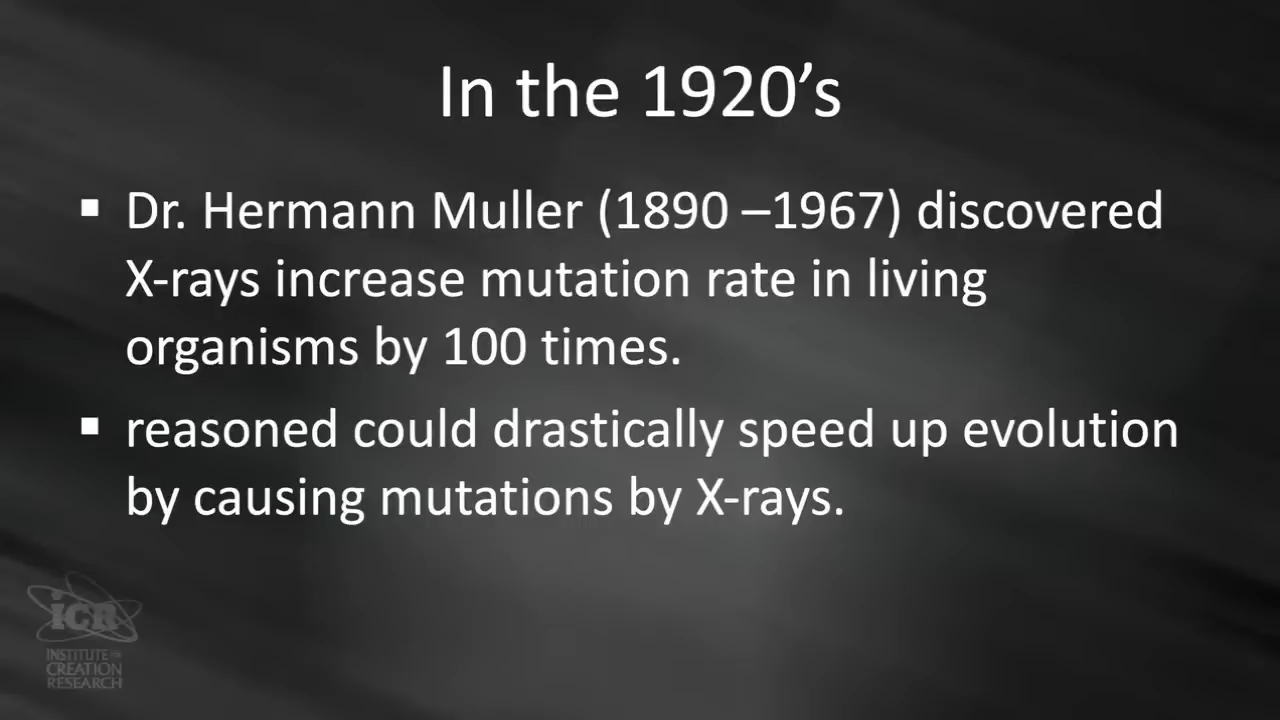 In the 1920’s
▪ Dr. Hermann Muller (1890 –1967) discovered
X-rays increase mutation rate in living
organisms by 100 times.
▪ reasoned could drastically speed up evolution
by causing mutations by X-rays.
iCR
INSTITUTE for
CREATION
RESEARCH